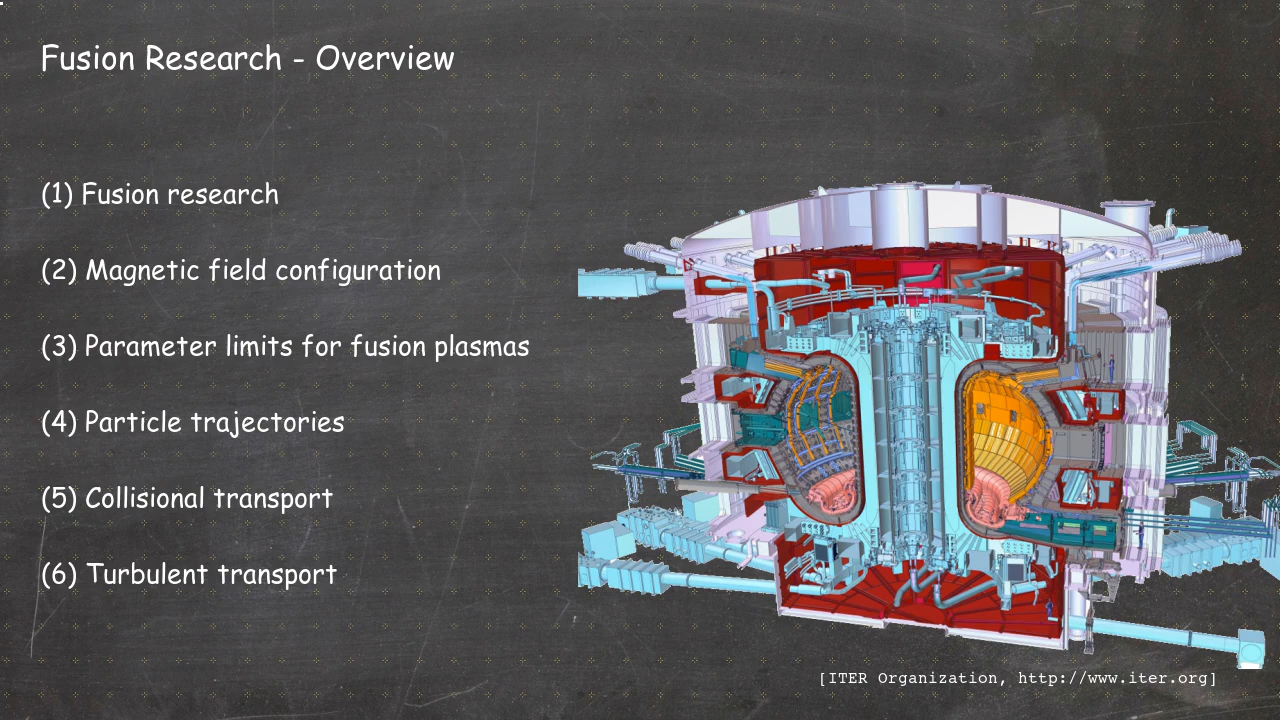 Fusion Research - Overview
(1) Fusion research
(2) Magnetic field configuration
(3) Parameter limits for fusion plasmas
(4) Particle trajectories
(5) Collisional transport
(6) Turbulent transport
[ITER Organization, http://www.iter.org]